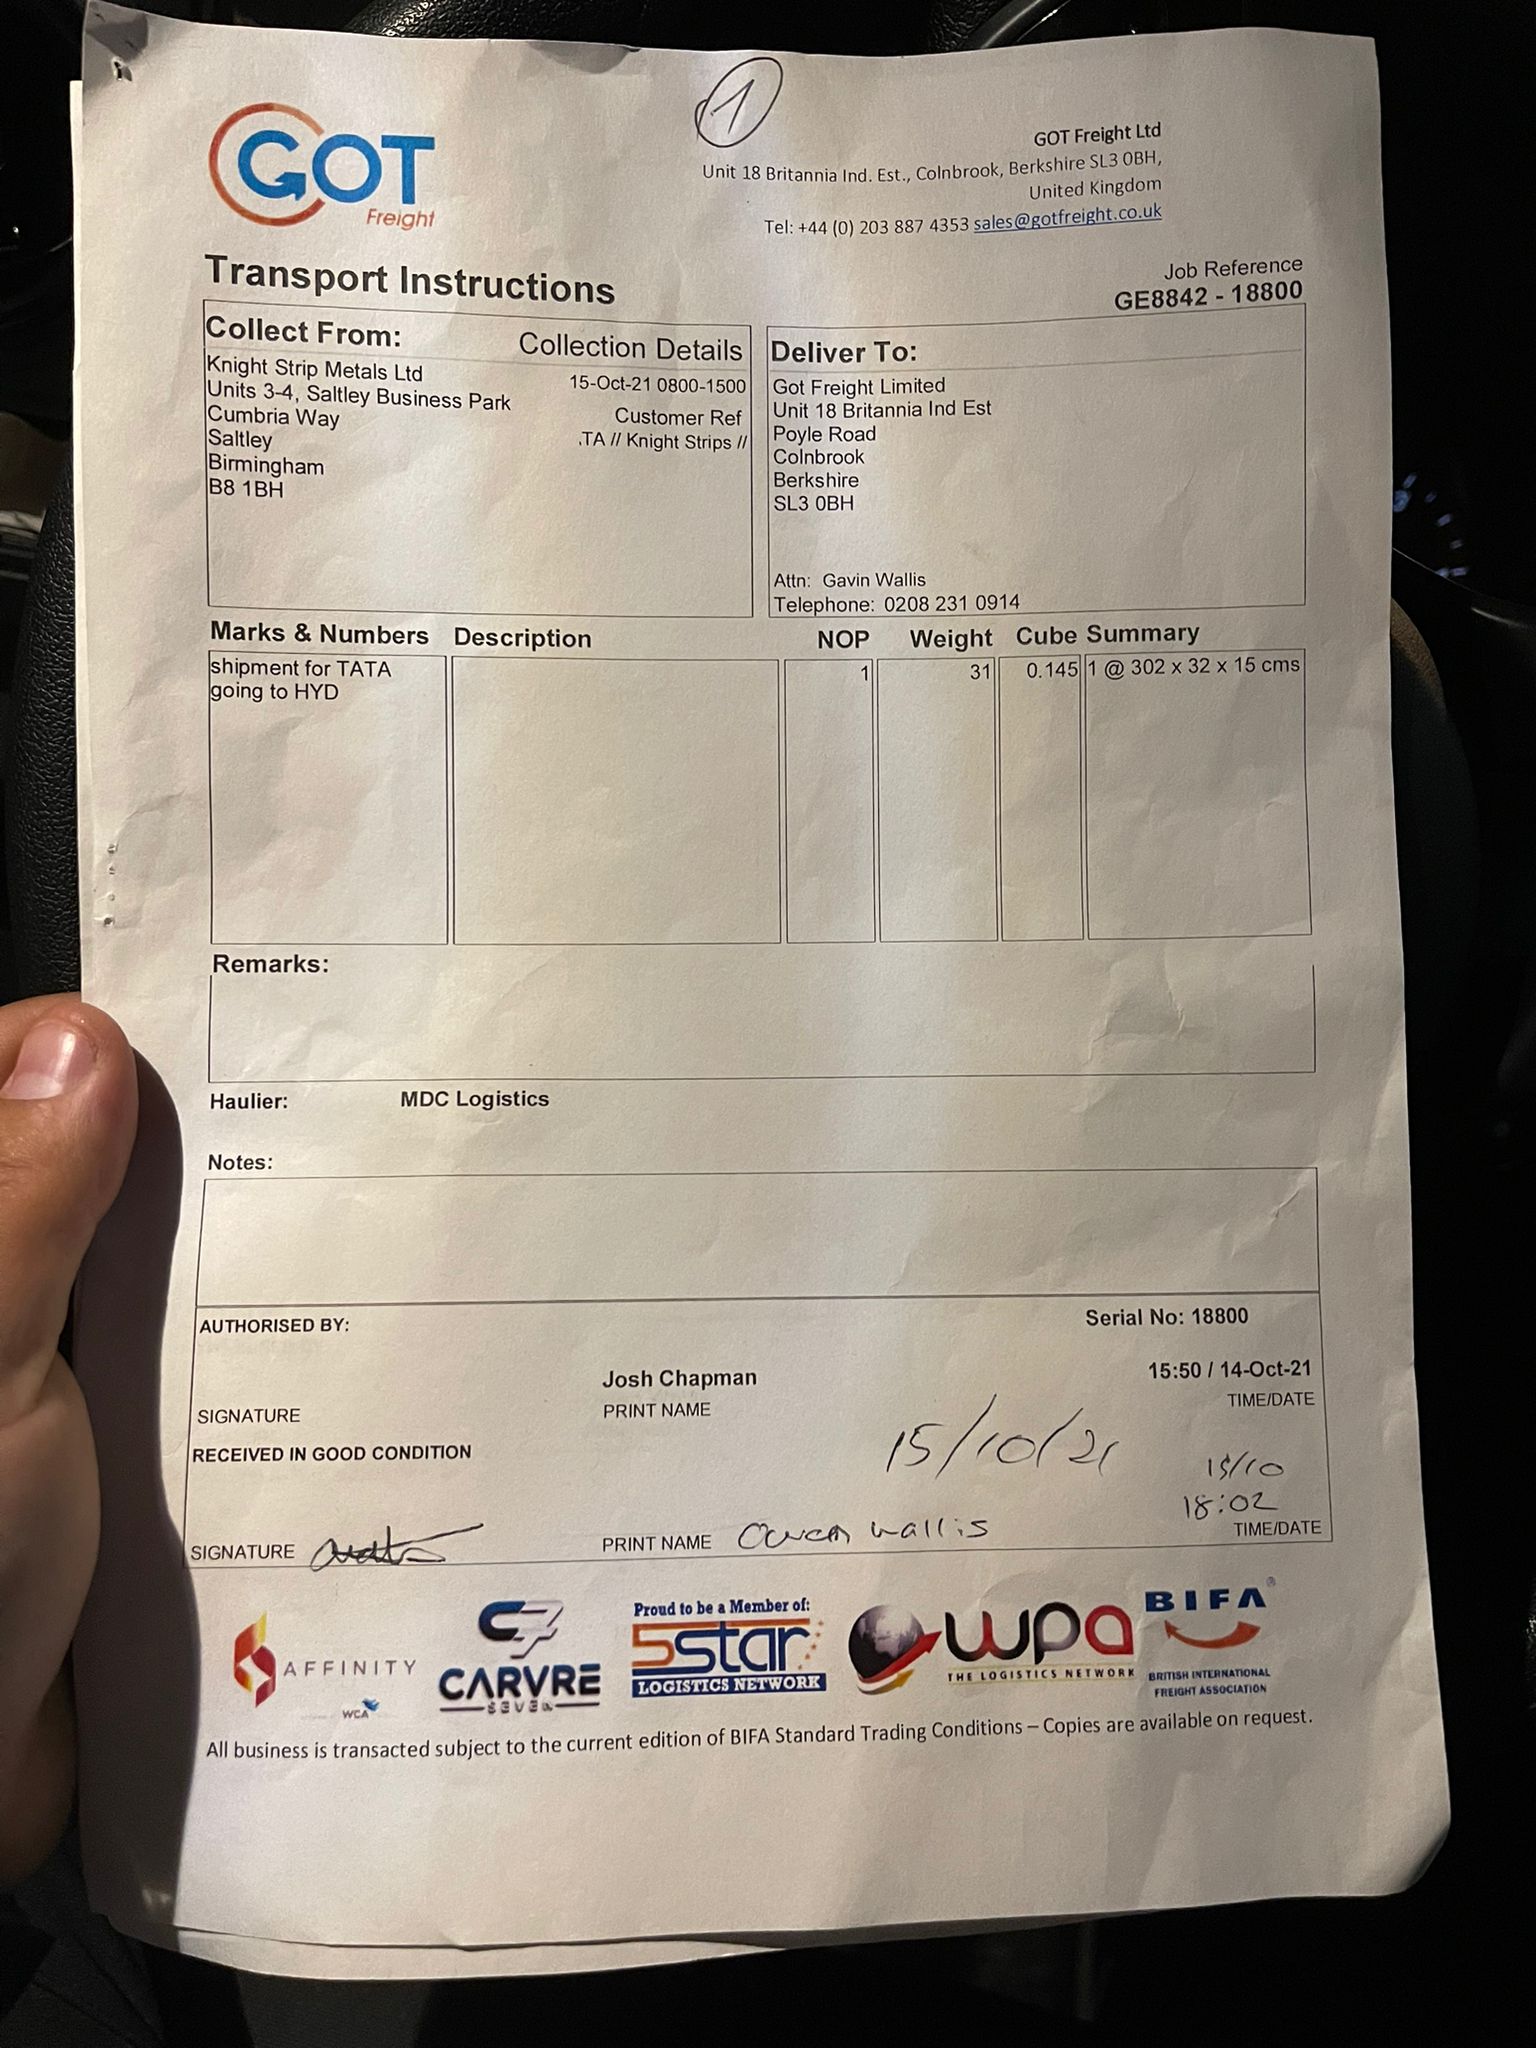 1
GOT
Freight
GOT Freight Ltd
Unit 18 Britannia Ind. Est., Colnbrook, Berkshire SL3 0BH,
United Kingdom
Tel: +44 (0) 203 887 4353 sales@gotfreight.co.uk
Transport Instructions
Job Reference
GE8842 - 18800
Collect From:
Collection Details
Knight Strip Metals Ltd
15-Oct-21 0800-1500
Units 3-4, Saltley Business Park
Customer Ref
Cumbria Way
.TA // Knight Strips //
Saltley
Birmingham
B8 1BH
Deliver To:
Got Freight Limited
Unit 18 Britannia Ind Est
Poyle Road
Colnbrook
Berkshire
SL3 0BH
Attn: Gavin Wallis
Telephone: 0208 231 0914
Marks & Numbers Description NOP Weight Cube Summary
shipment for TATA 1 31 0.145 1 @ 302 x 32 x 15 cms
going to HYD
Remarks:
Haulier: MDC Logistics
Notes:
AUTHORISED BY: Serial No: 18800
Josh Chapman 15:50 / 14-Oct-21
SIGNATURE PRINT NAME TIME/DATE
RECEIVED IN GOOD CONDITION 15/10/21 15/10
18:02
SIGNATURE PRINT NAME Owen wallis TIME/DATE
AFFINITY
WCA
CARVRE
SEVEN
Proud to be a Member of:
5star
LOGISTICS NETWORK
wpa
THE LOGISTICS NETWORK
BIFA®
BRITISH INTERNATIONAL
FREIGHT ASSOCIATION
All business is transacted subject to the current edition of BIFA Standard Trading Conditions – Copies are available on request.